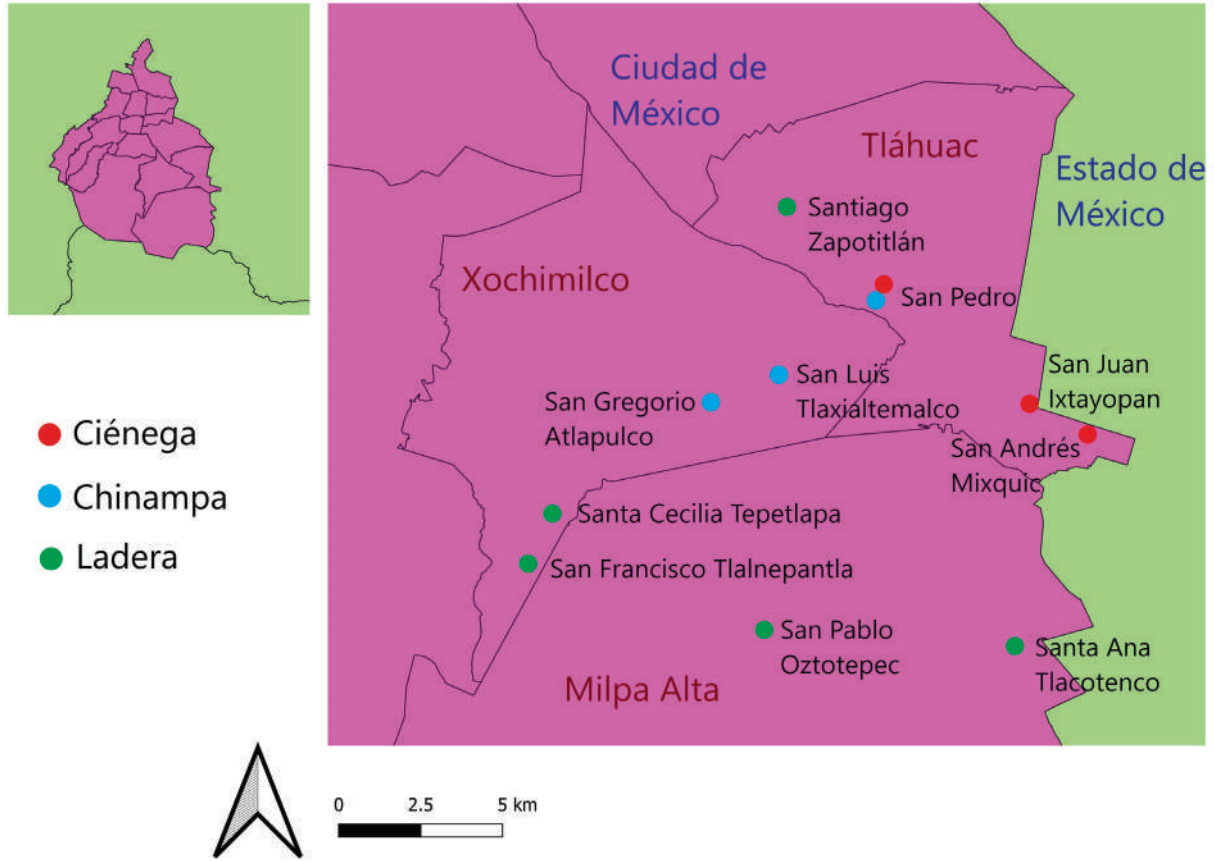 Ciudad de
México
Tláhuac
Estado de
México
Santiago
Zapotitlán
Xochimilco
San Pedro
San Juan
Ixtayopan
San Luis
Tlaxialtemalco
San Gregorio
Atlapulco
San Andrés
Mixquic
Ciénega
Chinampa
Ladera
Santa Cecilia Tepetlapa
San Francisco Tlalnepantla
San Pablo
Oztotepec
Santa Ana
Tlacotenco
Milpa Alta
0 2.5 5 km